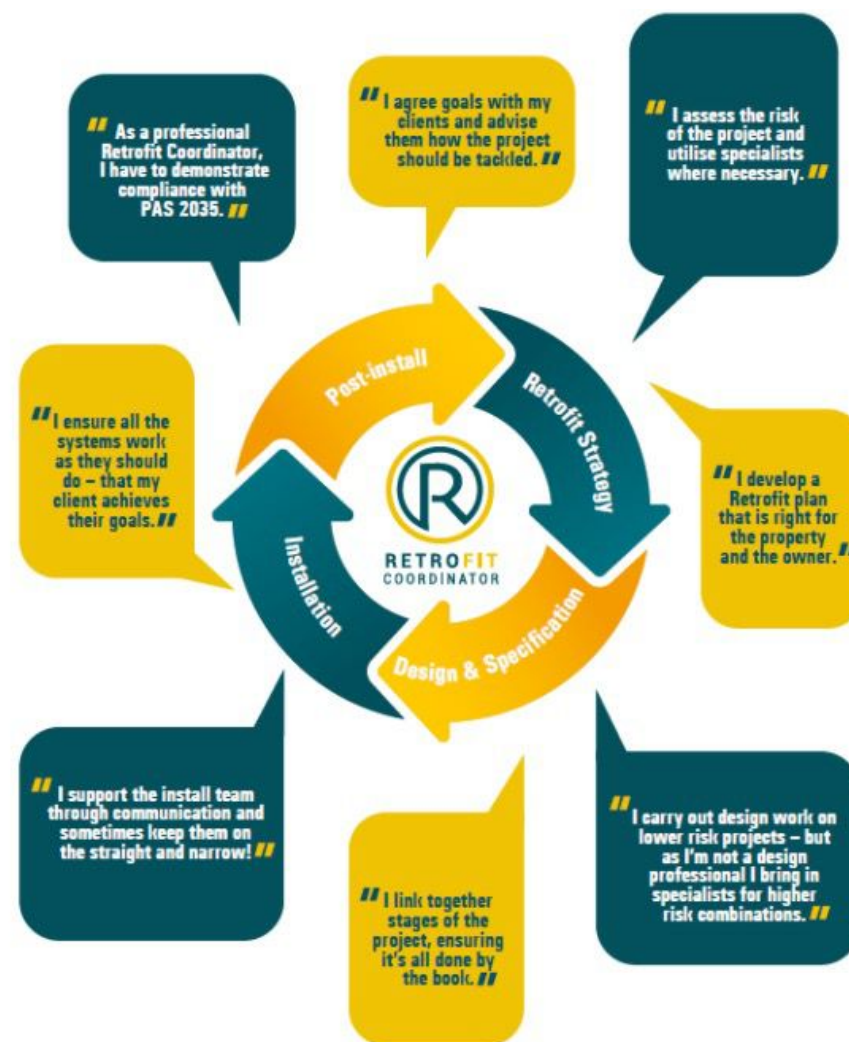 " As a professional
Retrofit Coordinator,
I have to demonstrate
compliance with
PAS 2035. "
" I agree goals with my
clients and advise
them how the project
should be tackled. "
" I assess the risk
of the project and
utilise specialists
where necessary. "
" I ensure all the
systems work
as they should
do – that my
client achieves
their goals. "
Post-install
Retrofit Strategy
Design & Specification
Installation
R
RETROFIT
COORDINATOR
" I develop a
Retrofit plan
that is right for
the property
and the owner. "
" I support the install team
through communication and
sometimes keep them on
the straight and narrow! "
" I link together
stages of the
project, ensuring
it's all done by
the book. "
" I carry out design work on
lower risk projects – but
as I'm not a design
professional I bring in
specialists for higher
risk combinations. "